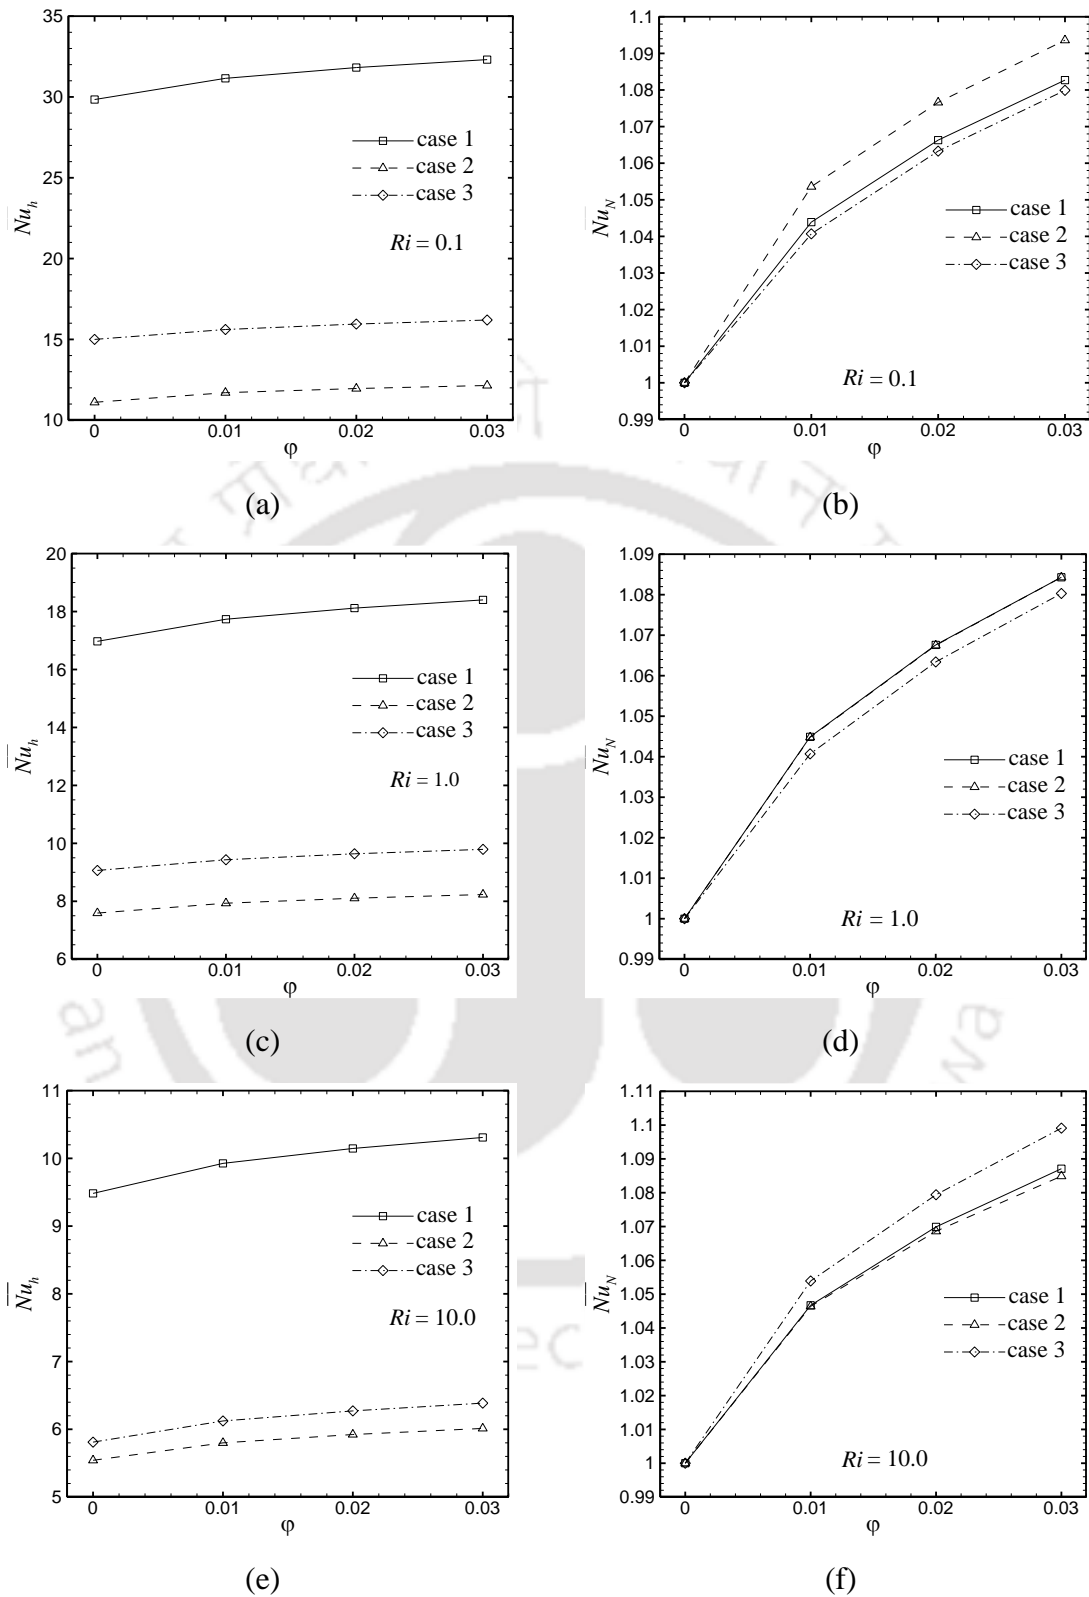 35
30
25
20
15
10
0
0.01
0.02
0.03
Nu_h
φ
case 1
case 2
case 3
Ri = 0.1
(a)
1.1
1.09
1.08
1.07
1.06
1.05
1.04
1.03
1.02
1.01
1
0.99
0
0.01
0.02
0.03
Nu_N
φ
case 1
case 2
case 3
Ri = 0.1
(b)
20
18
16
14
12
10
8
6
0
0.01
0.02
0.03
Nu_h
φ
case 1
case 2
case 3
Ri = 1.0
(c)
1.09
1.08
1.07
1.06
1.05
1.04
1.03
1.02
1.01
1
0.99
0
0.01
0.02
0.03
Nu_N
φ
case 1
case 2
case 3
Ri = 1.0
(d)
11
10
9
8
7
6
5
0
0.01
0.02
0.03
Nu_h
φ
case 1
case 2
case 3
Ri = 10.0
(e)
1.11
1.1
1.09
1.08
1.07
1.06
1.05
1.04
1.03
1.02
1.01
1
0.99
0
0.01
0.02
0.03
Nu_N
φ
case 1
case 2
case 3
Ri = 10.0
(f)